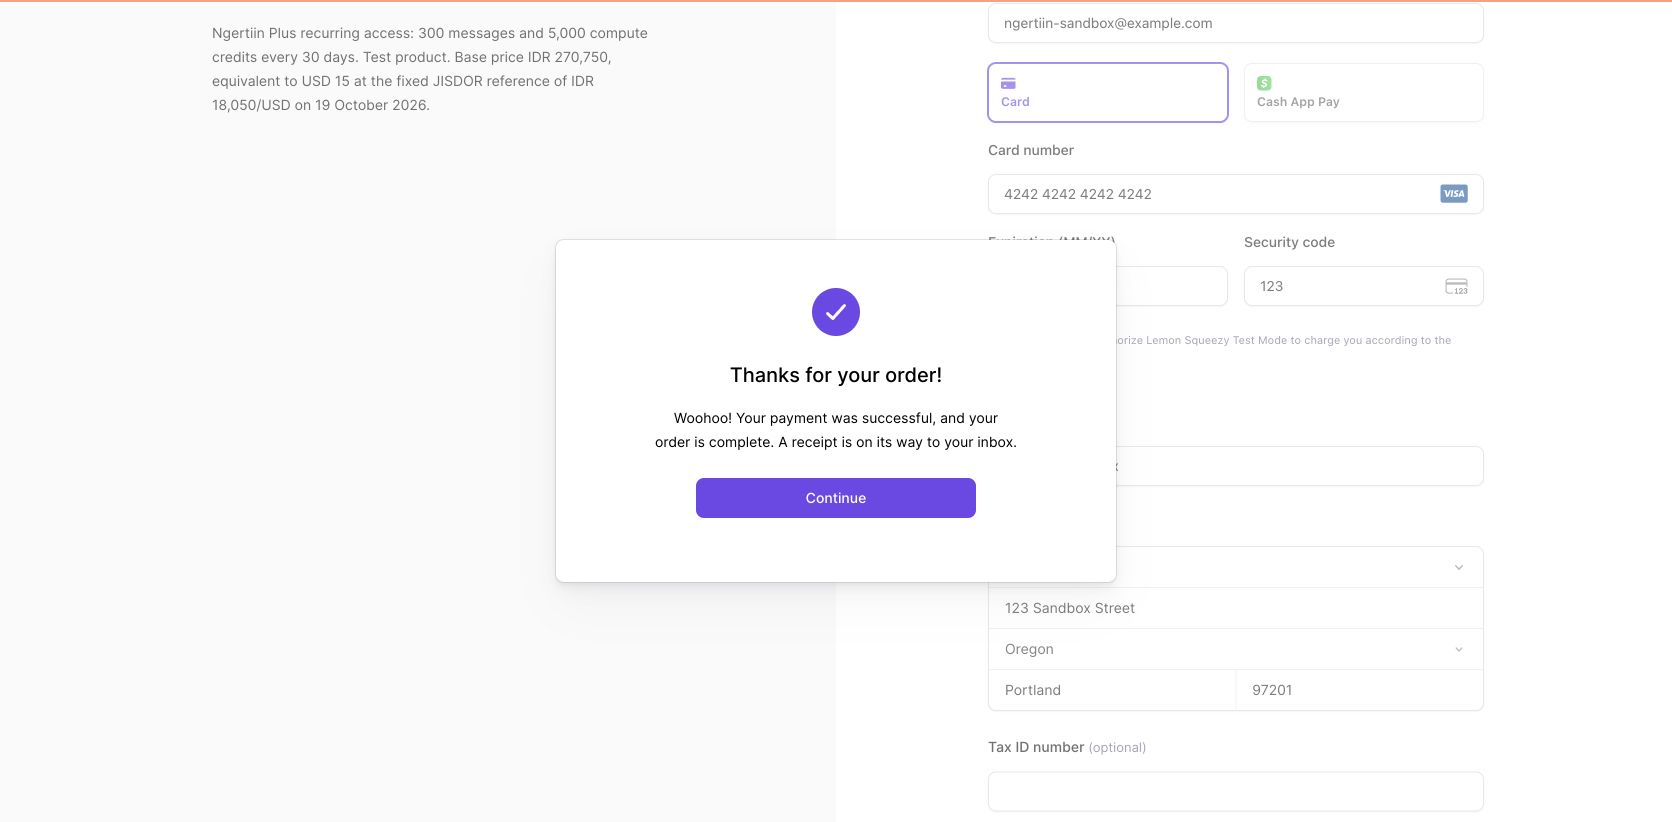 Ngertiin Plus recurring access: 300 messages and 5,000 compute
credits every 30 days. Test product. Base price IDR 270,750,
equivalent to USD 15 at the fixed JISDOR reference of IDR
18,050/USD on 19 October 2026.
ngertiin-sandbox@example.com
Card
$
Cash App Pay
Card number
4242 4242 4242 4242
VISA
Expiration (MM/YY)
Security code
123
123
Lemon Squeezy Test Mode to charge you according to the
Thanks for your order!
Woohoo! Your payment was successful, and your
order is complete. A receipt is on its way to your inbox.
Continue
123 Sandbox Street
Oregon
Portland
97201
Tax ID number (optional)